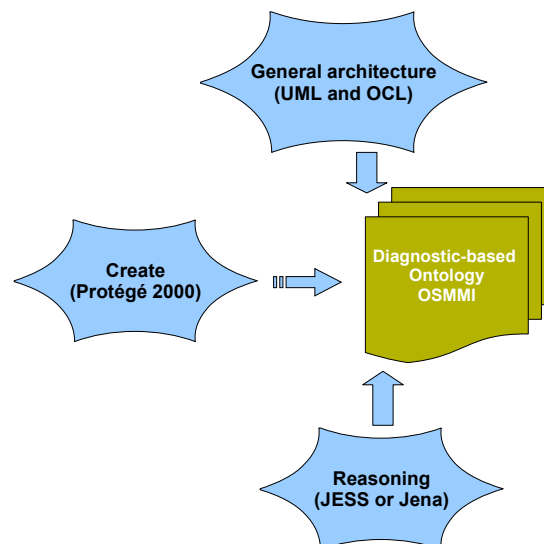 General architecture
(UML and OCL)
Diagnostic-based
Ontology
OSMMI
Create
(Protégé 2000)
Reasoning
(JESS or Jena)